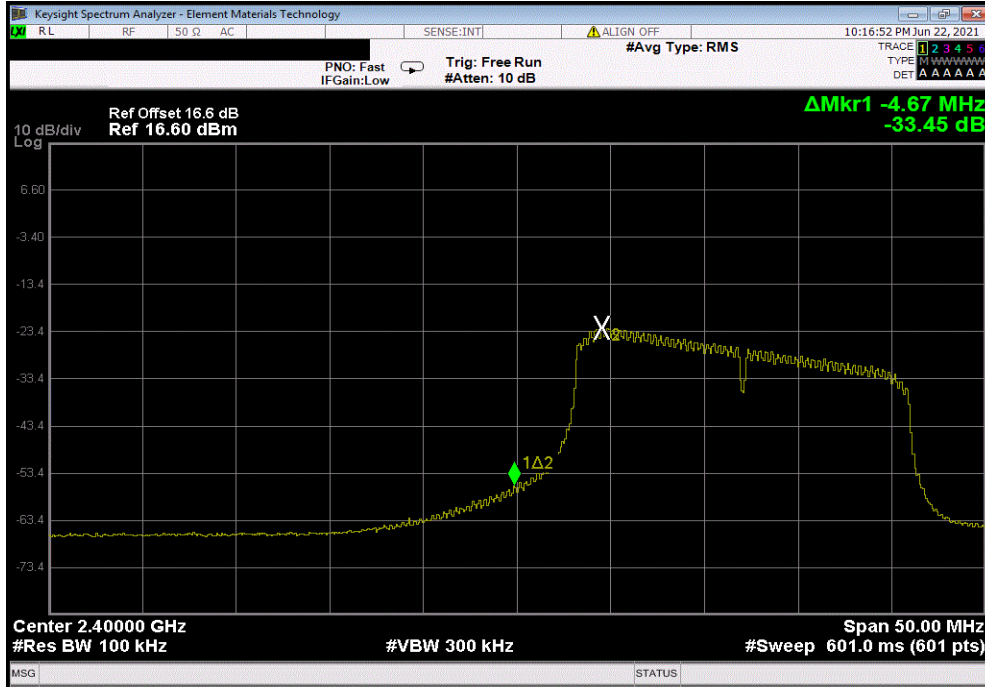 Keysight Spectrum Analyzer - Element Materials Technology
RL RF 50 Ω AC SENSE:INT ALIGN OFF 10:16:52 PM Jun 22, 2021
#Avg Type: RMS TRACE 1 2 3 4 5 6
PNO: Fast Trig: Free Run TYPE M WWWWW
IFGain:Low #Atten: 10 dB DET A A A A A A
ΔMkr1 -4.67 MHz
-33.45 dB
Ref Offset 16.6 dB
10 dB/div Ref 16.60 dBm
Log
6.60
-3.40
-13.4
-23.4
X2
-33.4
-43.4
1Δ2
-53.4
-63.4
-73.4
Center 2.40000 GHz Span 50.00 MHz
#Res BW 100 kHz #VBW 300 kHz #Sweep 601.0 ms (601 pts)
MSG STATUS